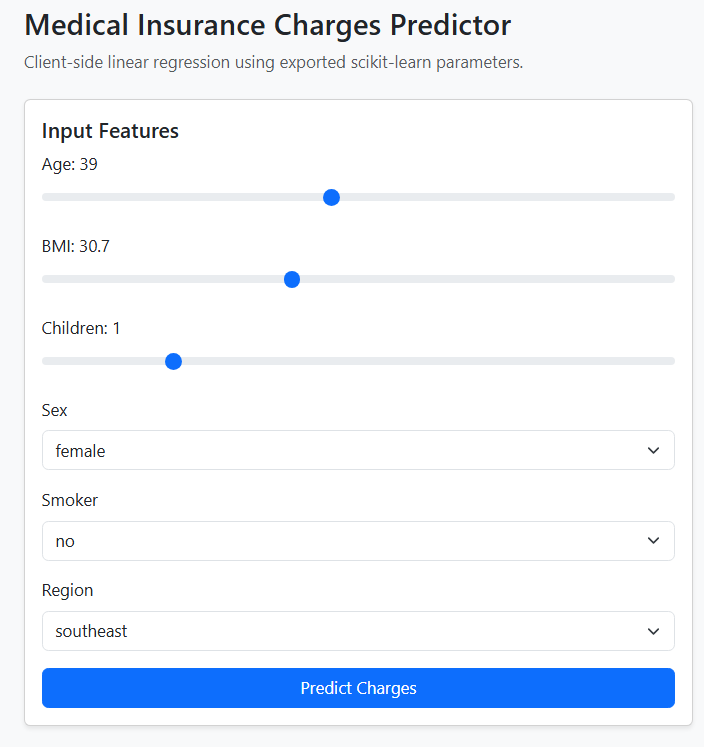 Medical Insurance Charges Predictor
Client-side linear regression using exported scikit-learn parameters.
Input Features
Age: 39
BMI: 30.7
Children: 1
Sex
female
Smoker
no
Region
southeast
Predict Charges